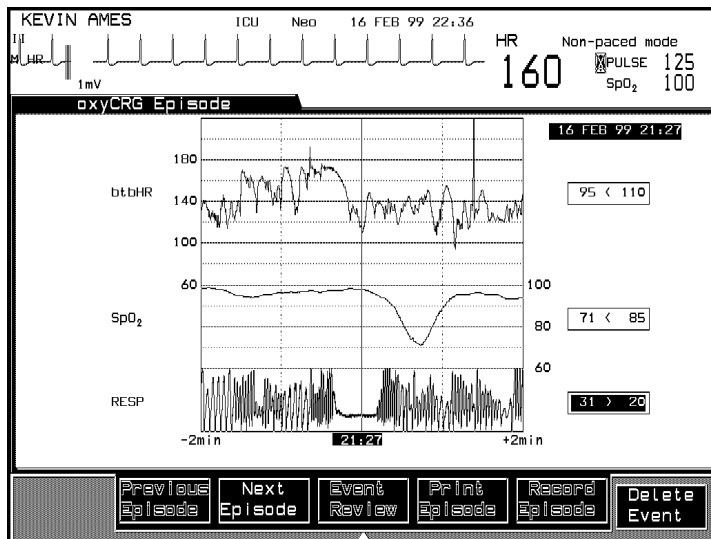 KEVIN AMES
ICU Neo 16 FEB 99 22:36
II
M HR
1mV
HR
160
Non-paced mode
PULSE 125
SpO₂ 100
oxyCRG Episode
16 FEB 99 21:27
180
btbHR
140
95 < 110
100
60
100
SpO₂
80
71 < 85
60
RESP
31 > 20
-2min 21:27 +2min
Previous Episode
Next Episode
Event Review
Print Episode
Record Episode
Delete Event